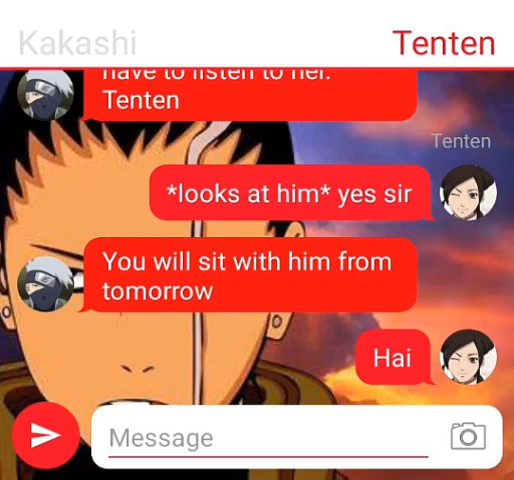 Kakashi Tenten
have to listen to her.
Tenten
Tenten
*looks at him* yes sir
You will sit with him from
tomorrow
Hai
Message